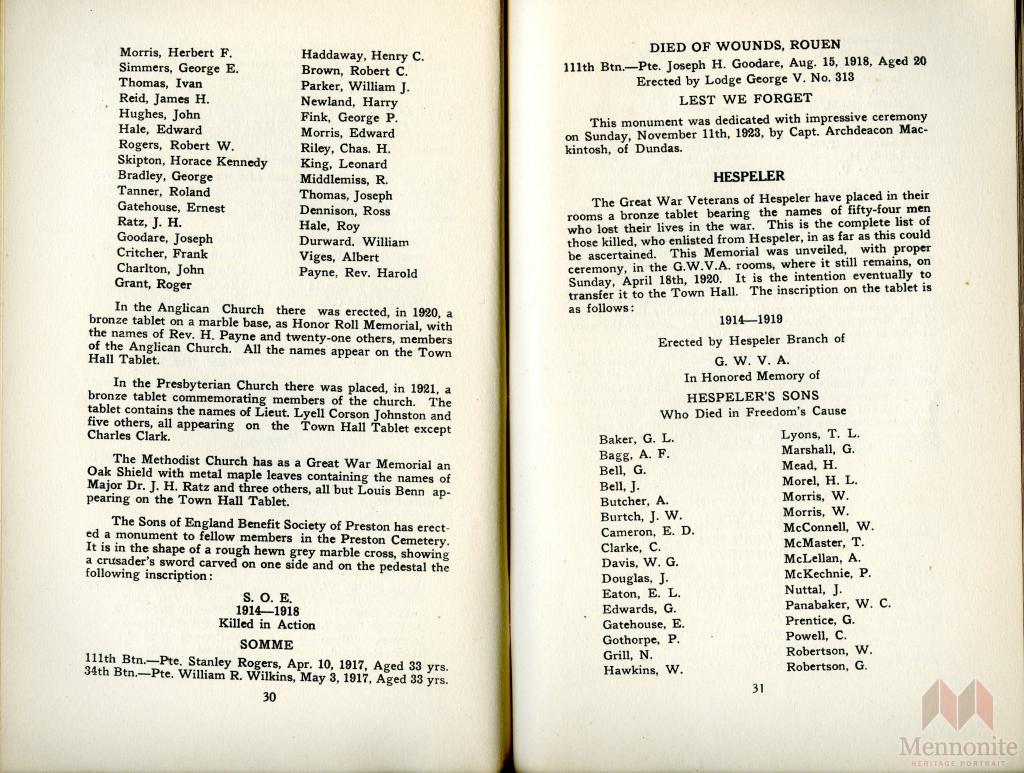 Morris, Herbert F.
Simmers, George E.
Thomas, Ivan
Reid, James H.
Hughes, John
Hale, Edward
Rogers, Robert W.
Skipton, Horace Kennedy
Bradley, George
Tanner, Roland
Gatehouse, Ernest
Ratz, J. H.
Goodare, Joseph
Critcher, Frank
Charlton, John
Grant, Roger
Haddaway, Henry C.
Brown, Robert C.
Parker, William J.
Newland, Harry
Fink, George P.
Morris, Edward
Riley, Chas. H.
King, Leonard
Middlemiss, R.
Thomas, Joseph
Dennison, Ross
Hale, Roy
Durward. William
Viges, Albert
Payne, Rev. Harold
In the Anglican Church there was erected, in 1920, a
bronze tablet on a marble base, as Honor Roll Memorial, with
the names of Rev. H. Payne and twenty-one others, members
of the Anglican Church. All the names appear on the Town
Hall Tablet.
In the Presbyterian Church there was placed, in 1921, a
bronze tablet commemorating members of the church. The
tablet contains the names of Lieut. Lyell Corson Johnston and
five others, all appearing on the Town Hall Tablet except
Charles Clark.
The Methodist Church has as a Great War Memorial an
Oak Shield with metal maple leaves containing the names of
Major Dr. J. H. Ratz and three others, all but Louis Benn ap-
pearing on the Town Hall Tablet.
The Sons of England Benefit Society of Preston has erect-
ed a monument to fellow members in the Preston Cemetery.
It is in the shape of a rough hewn grey marble cross, showing
a crusader's sword carved on one side and on the pedestal the
following inscription:
S. O. E.
1914—1918
Killed in Action
SOMME
111th Btn.—Pte. Stanley Rogers, Apr. 10, 1917, Aged 33 yrs.
34th Btn.—Pte. William R. Wilkins, May 3, 1917, Aged 33 yrs.
30
DIED OF WOUNDS, ROUEN
111th Btn.—Pte. Joseph H. Goodare, Aug. 15, 1918, Aged 20
Erected by Lodge George V. No. 313
LEST WE FORGET
This monument was dedicated with impressive ceremony
on Sunday, November 11th, 1923, by Capt. Archdeacon Mac-
kintosh, of Dundas.
HESPELER
The Great War Veterans of Hespeler have placed in their
rooms a bronze tablet bearing the names of fifty-four men
who lost their lives in the war. This is the complete list of
those killed, who enlisted from Hespeler, in as far as this could
be ascertained. This Memorial was unveiled, with proper
ceremony, in the G.W.V.A. rooms, where it still remains, on
Sunday, April 18th, 1920. It is the intention eventually to
transfer it to the Town Hall. The inscription on the tablet is
as follows:
1914—1919
Erected by Hespeler Branch of
G. W. V. A.
In Honored Memory of
HESPELER'S SONS
Who Died in Freedom's Cause
Baker, G. L.
Bagg, A. F.
Bell, G.
Bell, J.
Butcher, A.
Burtch, J. W.
Cameron, E. D.
Clarke, C.
Davis, W. G.
Douglas, J.
Eaton, E. L.
Edwards, G.
Gatehouse, E.
Gothorpe, P.
Grill, N.
Hawkins, W.
Lyons, T. L.
Marshall, G.
Mead, H.
Morel, H. L.
Morris, W.
Morris, W.
McConnell, W.
McMaster, T.
McLellan, A.
McKechnie, P.
Nuttal, J.
Panabaker, W. C.
Prentice, G.
Powell, C.
Robertson, W.
Robertson, G.
31
Mennonite
HERITAGE PORTRAIT